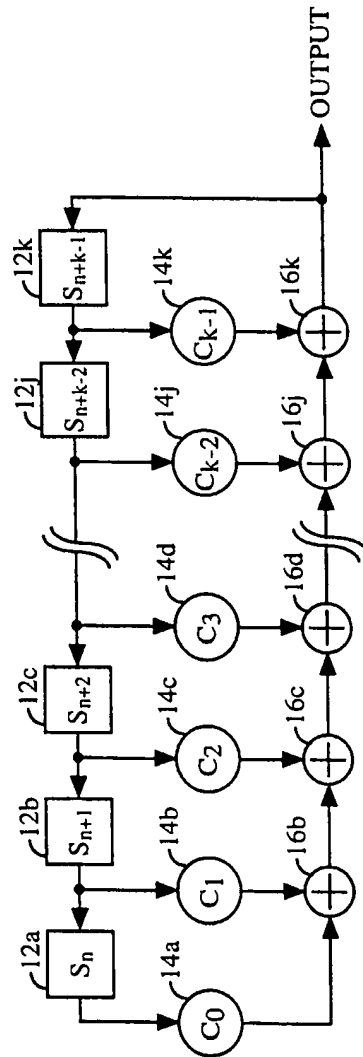 12a 12b 12c 12j 12k
Sn Sn+1 Sn+2 Sn+k-2 Sn+k-1
14a 14b 14c 14d 14j 14k
C0 C1 C2 C3 Ck-2 Ck-1
16b 16c 16d 16j 16k
+ + + + +
OUTPUT